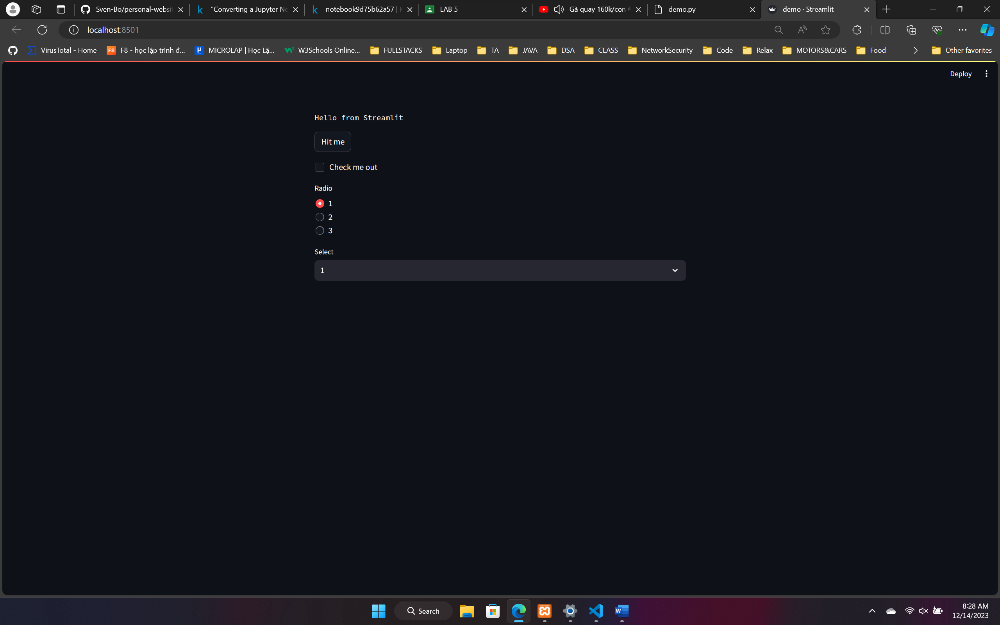 Sven-Bo/personal-websit
"Converting a Jupyter No
notebook9d75b62a57 |
LAB 5
Gà quay 160k/con #
demo.py
demo · Streamlit
localhost:8501
VirusTotal - Home
F8 - học lập trình đ...
MICROLAP | Học Lậ...
W3Schools Online...
FULLSTACKS
Laptop
TA
JAVA
DSA
CLASS
NetworkSecurity
Code
Relax
MOTORS&CARS
Food
Other favorites
Deploy
Hello from Streamlit
Hit me
Check me out
Radio
1
2
3
Select
1
Search
8:28 AM
12/14/2023